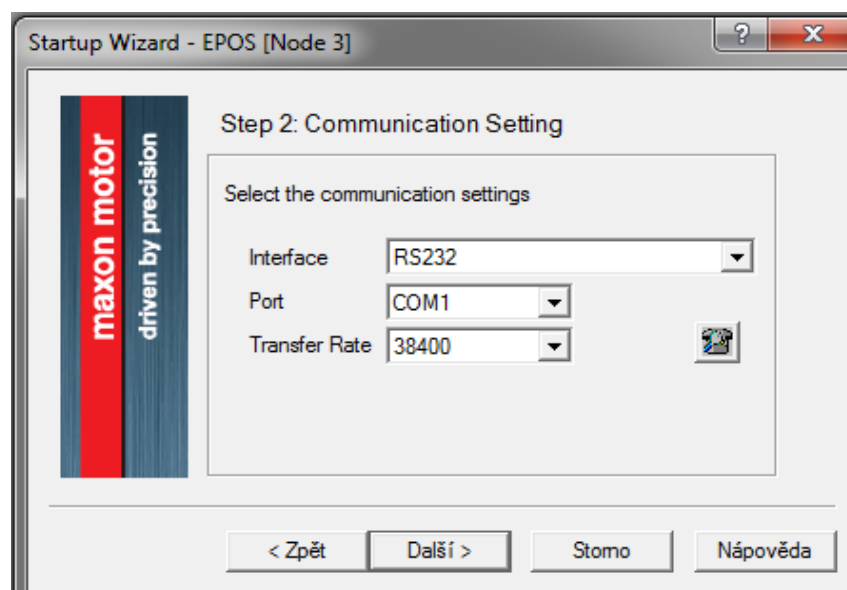 Startup Wizard - EPOS [Node 3]
?
X
maxon motor
driven by precision
Step 2: Communication Setting
Select the communication settings
Interface RS232
Port COM1
Transfer Rate 38400
< Zpět Další > Storno Nápověda